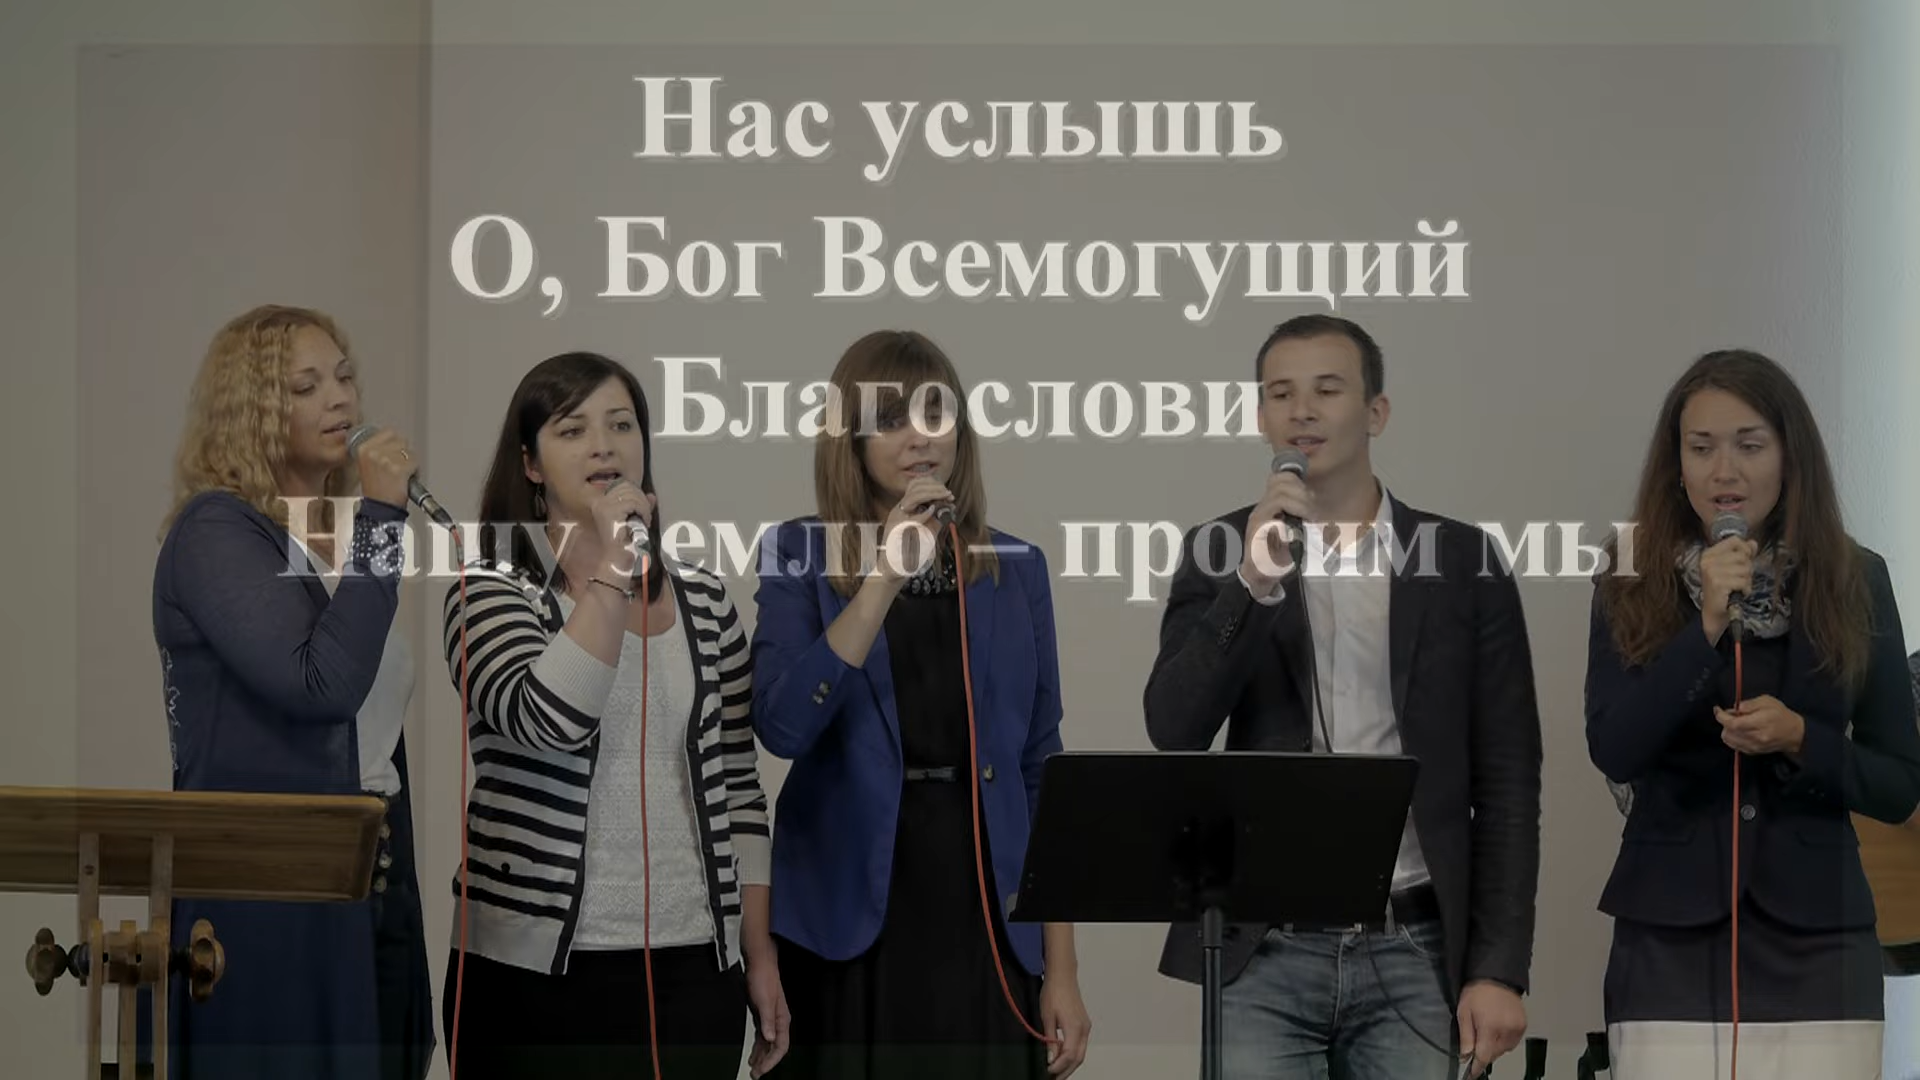 Нас услышь
О, Бог Всемогущий
Благослови
Нашу землю – просим мы